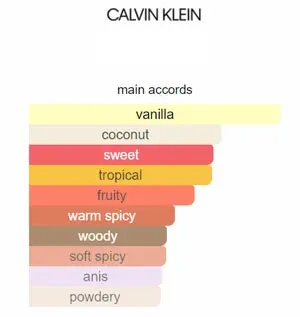 CALVIN KLEIN
main accords
vanilla
coconut
sweet
tropical
fruity
warm spicy
woody
soft spicy
anis
powdery